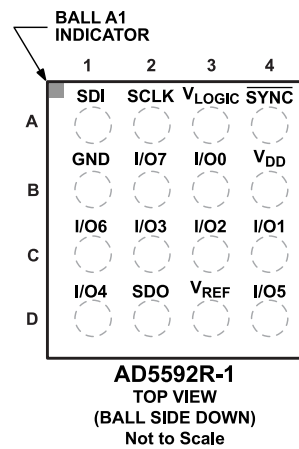 BALL A1
INDICATOR
1 2 3 4
A SDI SCLK VLOGIC SYNC
B GND I/O7 I/O0 VDD
C I/O6 I/O3 I/O2 I/O1
D I/O4 SDO VREF I/O5
AD5592R-1
TOP VIEW
(BALL SIDE DOWN)
Not to Scale